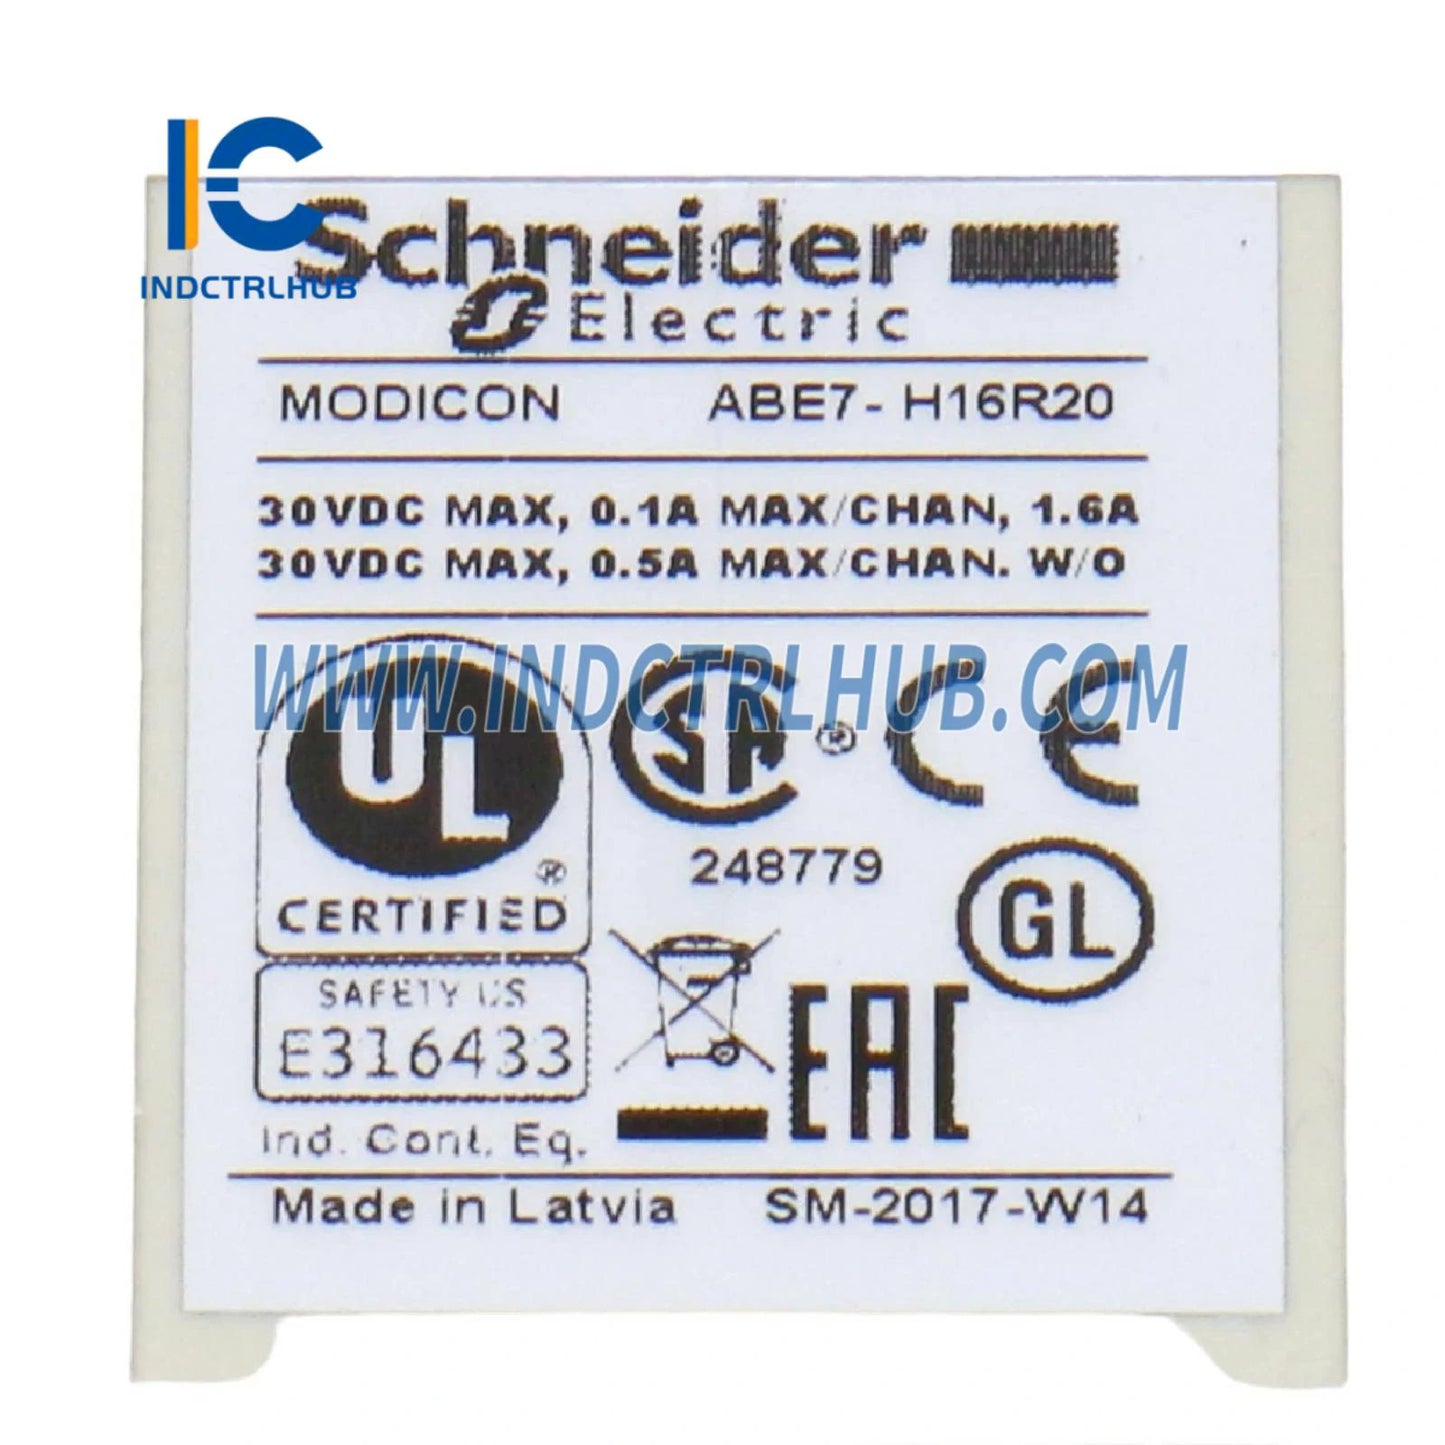 IC
INDCTRLHUB
Schneider
Electric
MODICON ABE7- H16R20
30VDC MAX, 0.1A MAX/CHAN, 1.6A
30VDC MAX, 0.5A MAX/CHAN. W/O
WWW.INDCTRLHUB.COM
UL ® SA ® CE
248779
CERTIFIED
GL
SAFETY US
E316433
EAC
Ind. Cont. Eq.
Made in Latvia SM-2017-W14